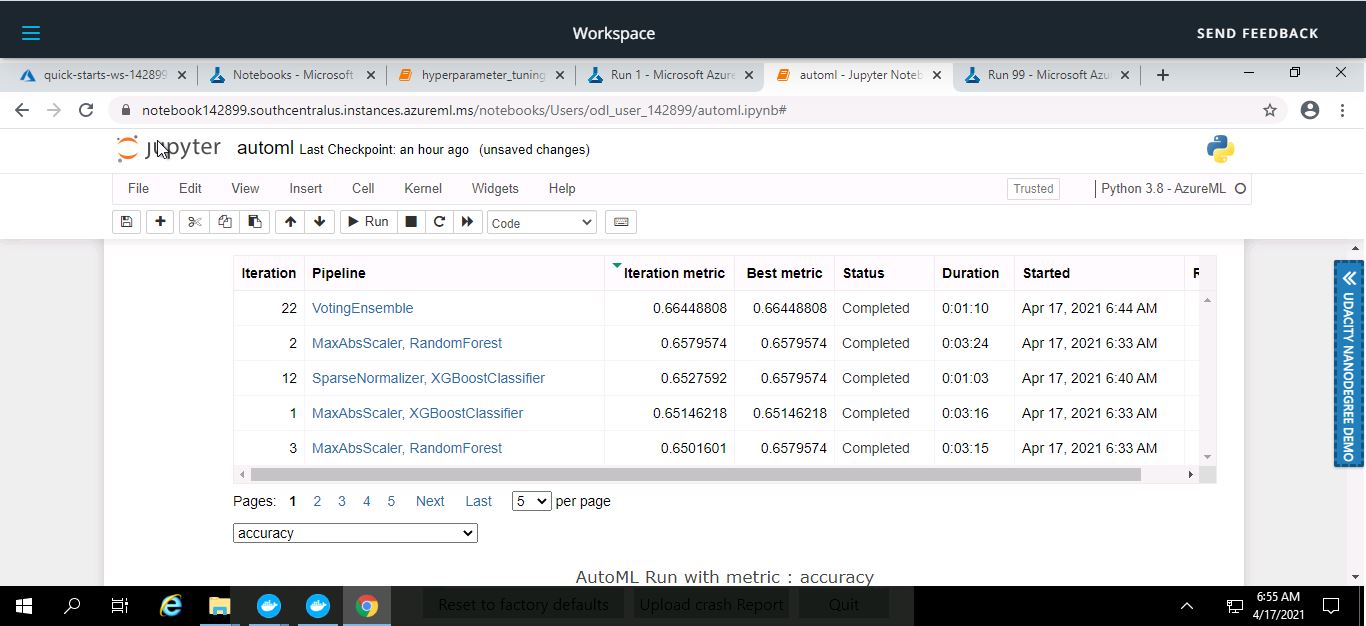 Workspace
SEND FEEDBACK
quick-starts-ws-142899
Notebooks - Microsoft
hyperparameter_tuning
Run 1 - Microsoft Azure
automl - Jupyter Noteb
Run 99 - Microsoft Azu
notebook142899.southcentralus.instances.azureml.ms/notebooks/Users/odl_user_142899/automl.ipynb#
jupyter automl Last Checkpoint: an hour ago (unsaved changes)
File Edit View Insert Cell Kernel Widgets Help Trusted Python 3.8 - AzureML
Run Code
Iteration Pipeline Iteration metric Best metric Status Duration Started R
22 VotingEnsemble 0.66448808 0.66448808 Completed 0:01:10 Apr 17, 2021 6:44 AM
2 MaxAbsScaler, RandomForest 0.6579574 0.6579574 Completed 0:03:24 Apr 17, 2021 6:33 AM
12 SparseNormalizer, XGBoostClassifier 0.6527592 0.6579574 Completed 0:01:03 Apr 17, 2021 6:40 AM
1 MaxAbsScaler, XGBoostClassifier 0.65146218 0.65146218 Completed 0:03:16 Apr 17, 2021 6:33 AM
3 MaxAbsScaler, RandomForest 0.6501601 0.6579574 Completed 0:03:15 Apr 17, 2021 6:33 AM
Pages: 1 2 3 4 5 Next Last 5 per page
accuracy
AutoML Run with metric : accuracy
UDACITY NANODEGREE DEMO
Reset to factory defaults Upload crash Report Quit
6:55 AM
4/17/2021